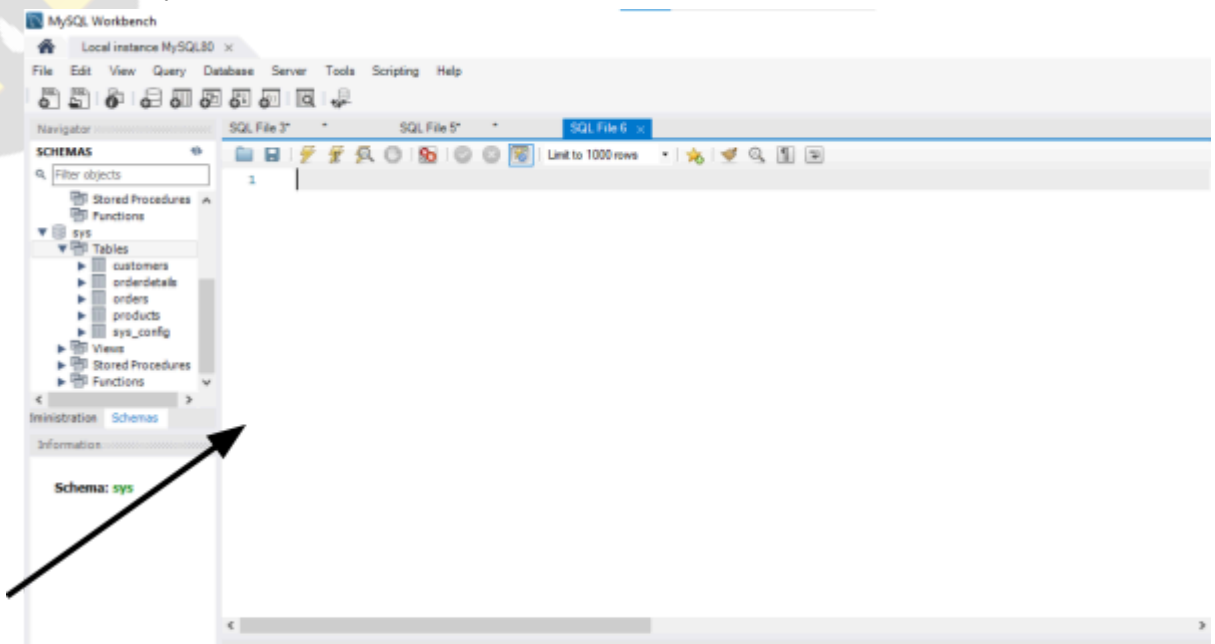 MySQL Workbench
Local instance MySQL80 ×
File Edit View Query Database Server Tools Scripting Help
Navigator
SQL File 3* SQL File 5* SQL File 6 ×
SCHEMAS
Limit to 1000 rows
Filter objects
1
Stored Procedures
Functions
sys
Tables
customers
orderdetails
orders
products
sys_config
Views
Stored Procedures
Functions
ministration Schemas
Information
Schema: sys